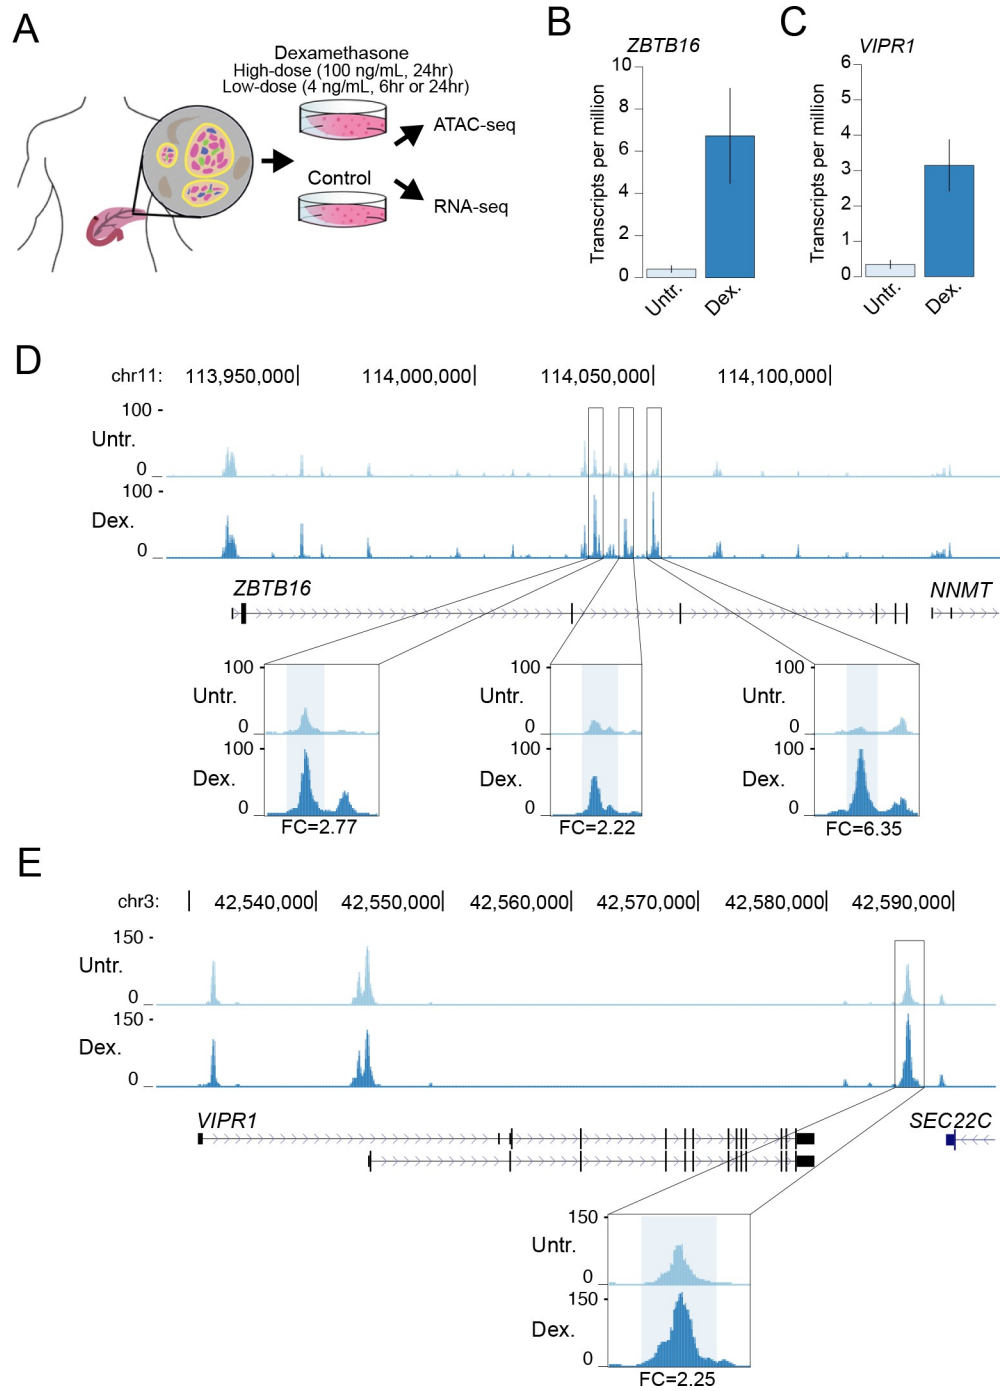 A
Dexamethasone
High-dose (100 ng/mL, 24hr)
Low-dose (4 ng/mL, 6hr or 24hr)
ATAC-seq
Control
RNA-seq
B
ZBTB16
Transcripts per million
10
8
6
4
2
0
Untr.
Dex.
C
VIPR1
Transcripts per million
6
5
4
3
2
1
0
Untr.
Dex.
D
chr11: 113,950,000| 114,000,000| 114,050,000| 114,100,000|
100 -
Untr.
0 _
100 -
Dex.
0 _
ZBTB16
NNMT
100 -
Untr.
0 _
100 -
Dex.
0 _
FC=2.77
100 -
Untr.
0 _
100 -
Dex.
0 _
FC=2.22
100 -
Untr.
0 _
100 -
Dex.
0 _
FC=6.35
E
chr3: | 42,540,000| 42,550,000| 42,560,000| 42,570,000| 42,580,000| 42,590,000|
150 -
Untr.
0 _
150 -
Dex.
0 _
VIPR1
SEC22C
150 -
Untr.
0 _
150 -
Dex.
0 _
FC=2.25